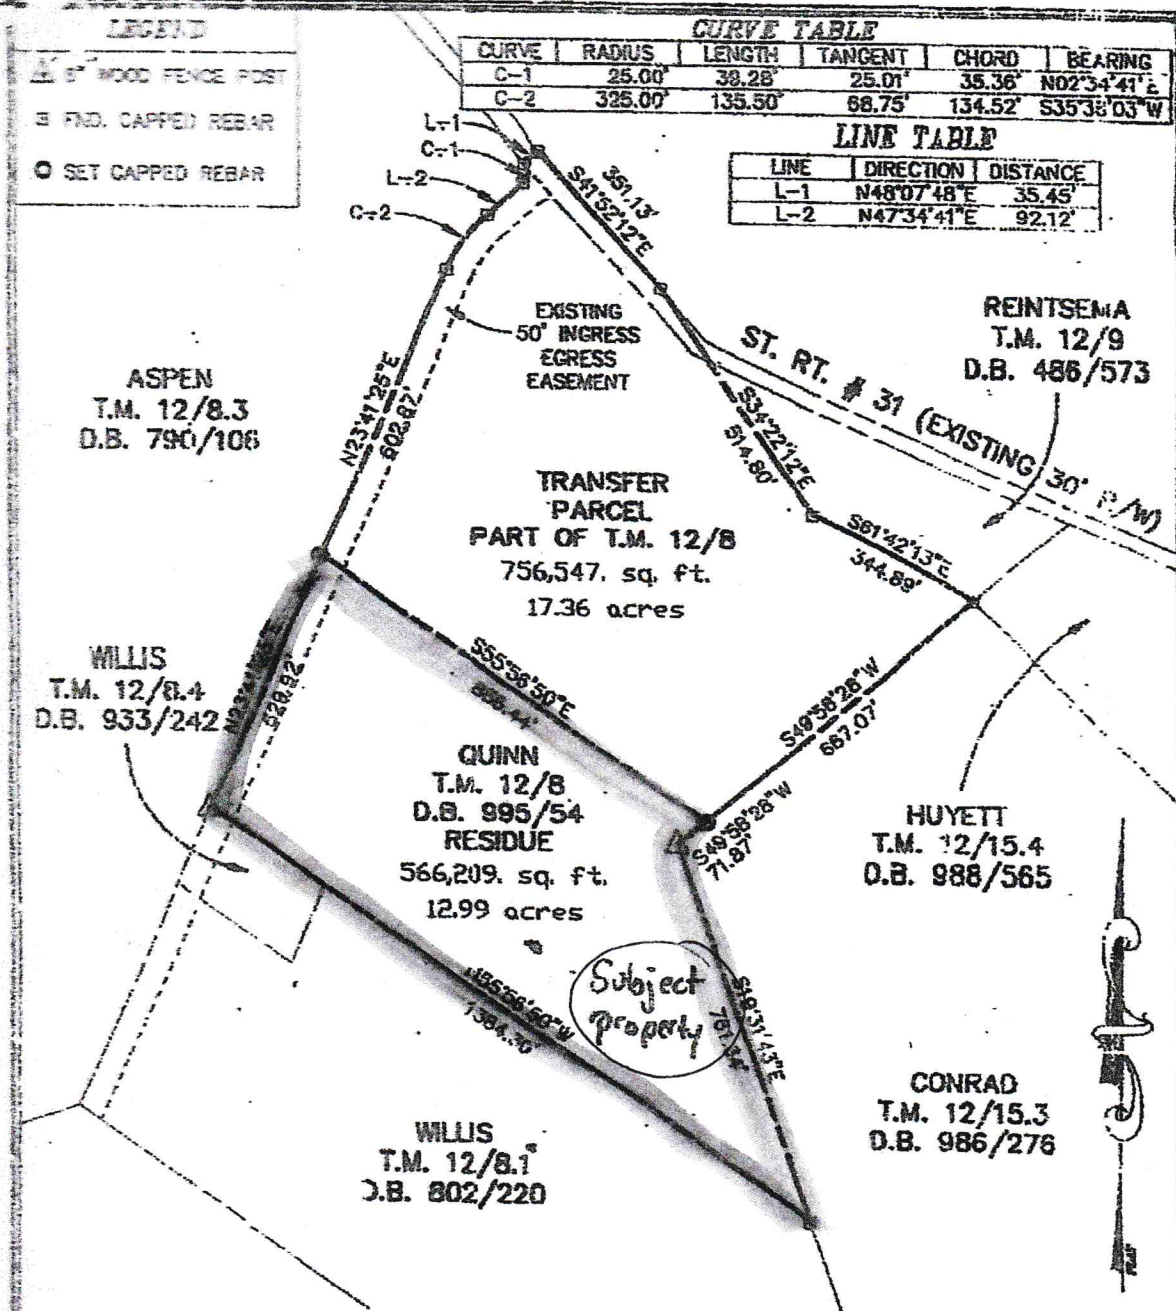 LEGEND
6" WOOD FENCE POST
FND. CAPPED REBAR
SET CAPPED REBAR
CURVE TABLE
CURVE RADIUS LENGTH TANGENT CHORD BEARING
C-1 25.00' 39.28' 25.01' 35.36' N02°34'41"E
C-2 325.00' 135.50' 68.75' 134.52' S35°38'03"W
LINE TABLE
LINE DIRECTION DISTANCE
L-1 N48°07'48"E 35.45'
L-2 N47°34'41"E 92.12'
L-1
C-1
L-2
C-2
351.13'
S41°52'12"E
EXISTING
50' INGRESS
EGRESS
EASEMENT
REINTSEMA
T.M. 12/9
D.B. 486/573
ST. RT. # 31 (EXISTING 30' R/W)
ASPEN
T.M. 12/8.3
D.B. 790/106
N23°41'25"E
602.87'
S34°22'12"E
514.80'
TRANSFER
PARCEL
PART OF T.M. 12/8
756,547. sq. ft.
17.36 acres
S61°42'13"E
344.89'
WILLIS
T.M. 12/8.4
D.B. 933/242
529.92'
S55°56'50"E
S49°58'28"W
667.07'
QUINN
T.M. 12/8
D.B. 995/54
RESIDUE
566,209. sq. ft.
12.99 acres
S49°58'28"W
71.87'
HUYETT
T.M. 12/15.4
D.B. 988/565
Subject
property
N55°56'50"W
1384.30'
S19°31'43"E
CONRAD
T.M. 12/15.3
D.B. 986/276
WILLIS
T.M. 12/8.1
D.B. 802/220